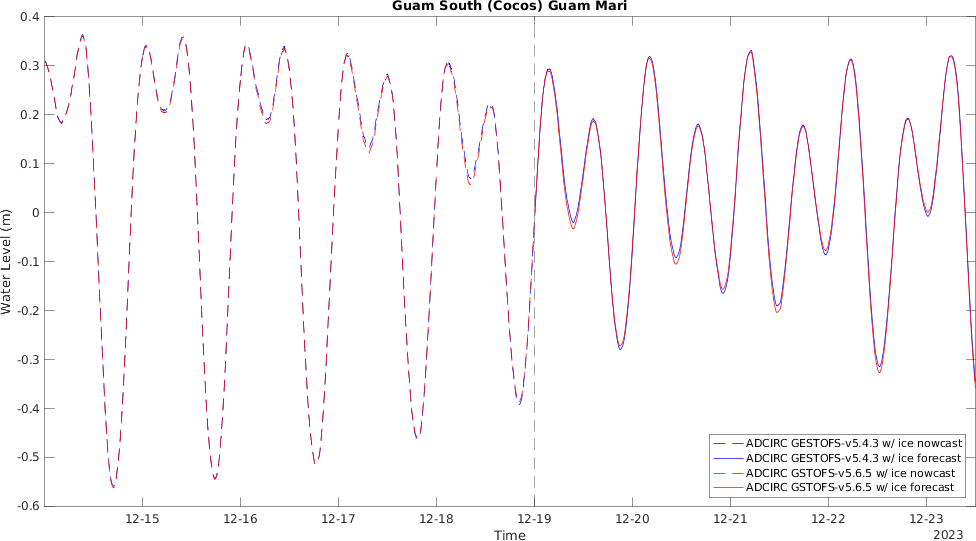 Guam South (Cocos) Guam Mari
0.4
0.3
0.2
0.1
0
-0.1
-0.2
-0.3
-0.4
-0.5
-0.6
Water Level (m)
12-15 12-16 12-17 12-18 12-19 12-20 12-21 12-22 12-23
Time
2023
ADCIRC GESTOFS-v5.4.3 w/ ice nowcast
ADCIRC GESTOFS-v5.4.3 w/ ice forecast
ADCIRC GSTOFS-v5.6.5 w/ ice nowcast
ADCIRC GSTOFS-v5.6.5 w/ ice forecast